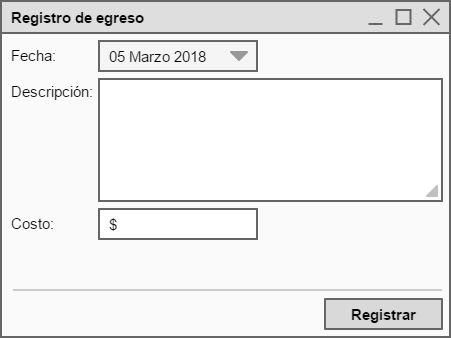 Registro de egreso
Fecha: 05 Marzo 2018
Descripción:
Costo: $
Registrar